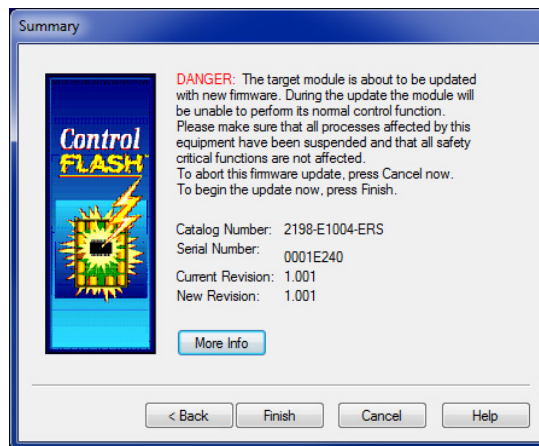 Summary
Control
FLASH
DANGER: The target module is about to be updated
with new firmware. During the update the module will
be unable to perform its normal control function.
Please make sure that all processes affected by this
equipment have been suspended and that all safety
critical functions are not affected.
To abort this firmware update, press Cancel now.
To begin the update now, press Finish.
Catalog Number: 2198-E1004-ERS
Serial Number: 0001E240
Current Revision: 1.001
New Revision: 1.001
More Info
< Back Finish Cancel Help